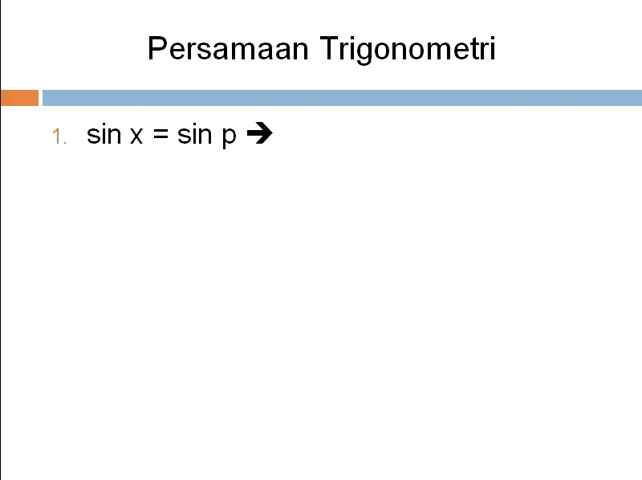 Persamaan Trigonometri
1. sin x = sin p ➔